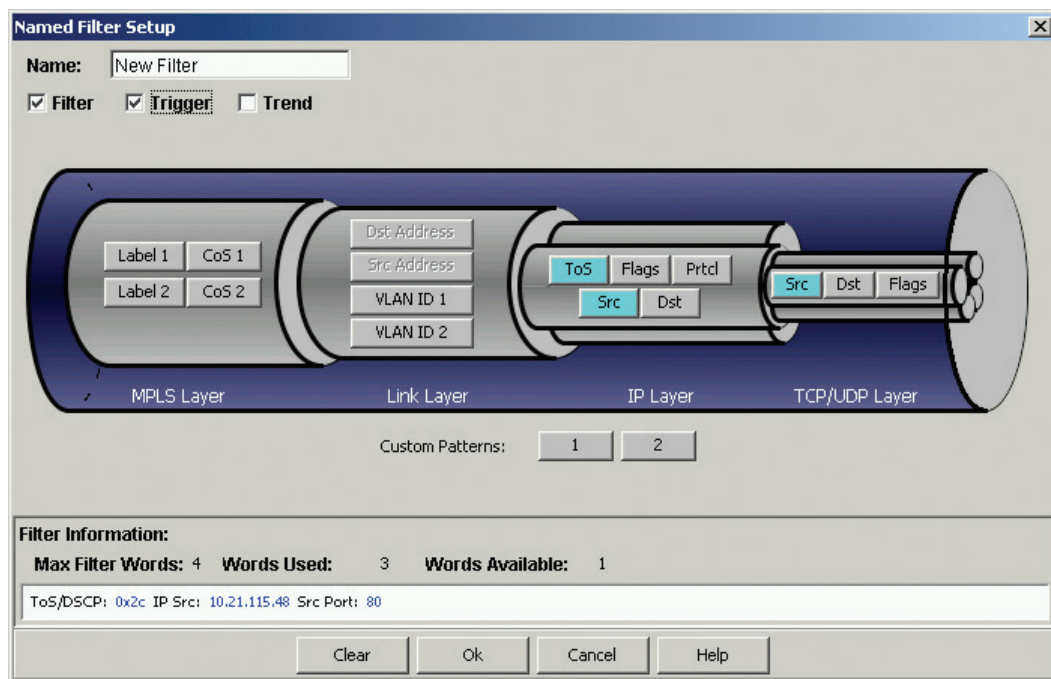 Named Filter Setup
Name: New Filter
Filter Trigger Trend
Label 1 CoS 1
Label 2 CoS 2
Dst Address
Src Address
VLAN ID 1
VLAN ID 2
ToS Flags Prtcl
Src Dst
Src Dst Flags
MPLS Layer Link Layer IP Layer TCP/UDP Layer
Custom Patterns: 1 2
Filter Information:
Max Filter Words: 4 Words Used: 3 Words Available: 1
ToS/DSCP: 0x2c IP Src: 10.21.115.48 Src Port: 80
Clear Ok Cancel Help